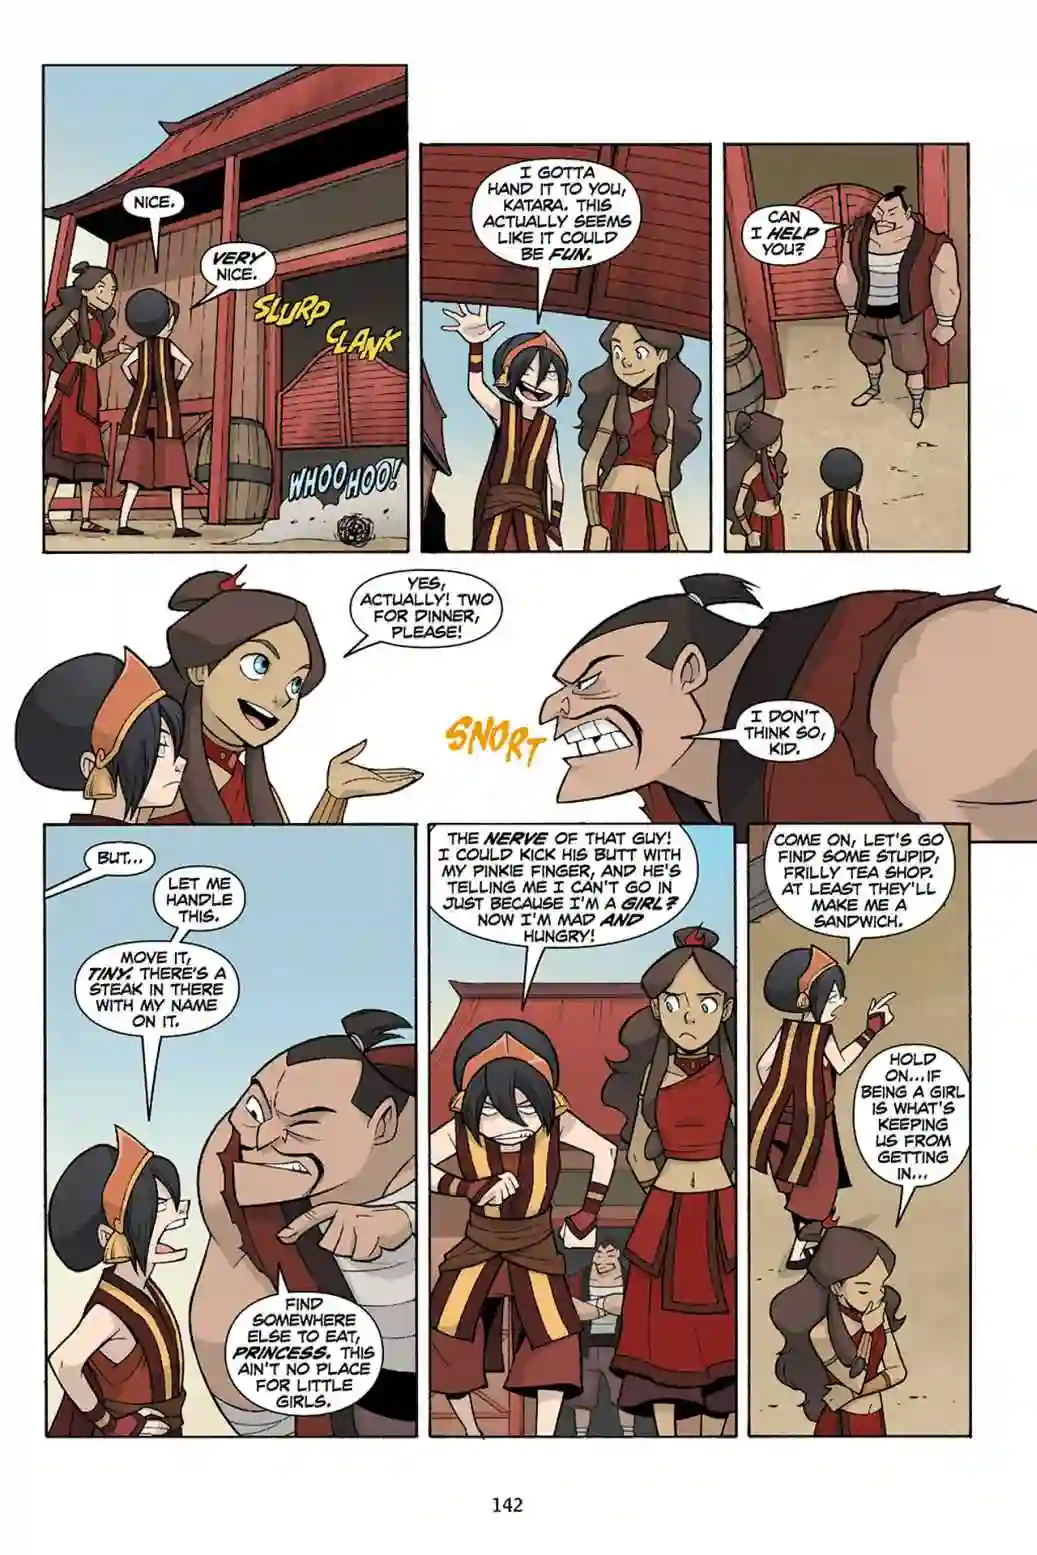 NICE.
VERY
NICE.
SLURP
CLANK
WHOOHOO!
I GOTTA
HAND IT TO YOU,
KATARA. THIS
ACTUALLY SEEMS
LIKE IT COULD
BE FUN.
CAN
I HELP
YOU?
YES,
ACTUALLY! TWO
FOR DINNER,
PLEASE!
SNORT
I DON'T
THINK SO,
KID.
BUT...
LET ME
HANDLE
THIS.
MOVE IT,
TINY. THERE'S A
STEAK IN THERE
WITH MY NAME
ON IT.
FIND
SOMEWHERE
ELSE TO EAT,
PRINCESS. THIS
AIN'T NO PLACE
FOR LITTLE
GIRLS.
THE NERVE OF THAT GUY!
I COULD KICK HIS BUTT WITH
MY PINKIE FINGER, AND HE'S
TELLING ME I CAN'T GO IN
JUST BECAUSE I'M A GIRL?
NOW I'M MAD AND
HUNGRY!
COME ON, LET'S GO
FIND SOME STUPID,
FRILLY TEA SHOP.
AT LEAST THEY'LL
MAKE ME A
SANDWICH.
HOLD
ON...IF
BEING A GIRL
IS WHAT'S
KEEPING
US FROM
GETTING
IN...
142